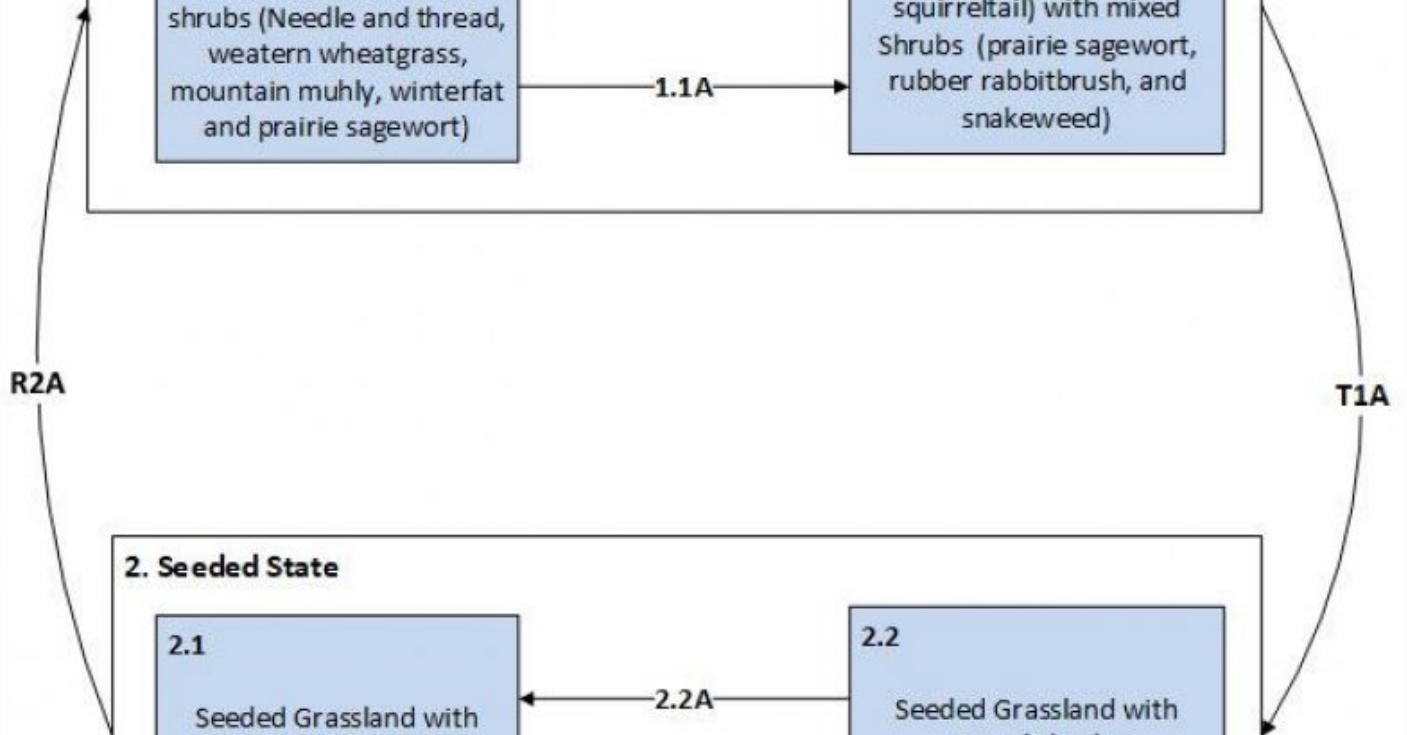 shrubs (Needle and thread,
weatern wheatgrass,
mountain muhly, winterfat
and prairie sagewort)
1.1A
squirreltail) with mixed
Shrubs (prairie sagewort,
rubber rabbitbrush, and
snakeweed)
R2A
T1A
2. Seeded State
2.1
Seeded Grassland with
2.2A
2.2
Seeded Grassland with